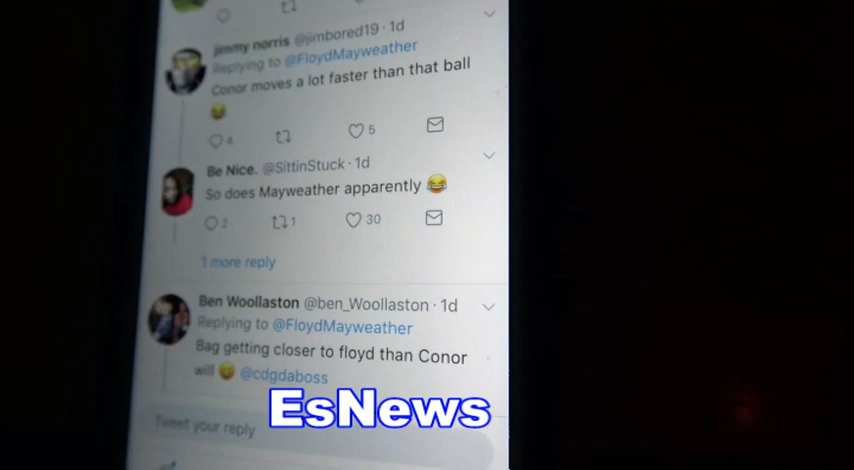 jimmy norris @jimbored19 · 1d
Replying to @FloydMayweather
Conor moves a lot faster than that ball
😂
4 5
Be Nice. @SittinStuck · 1d
So does Mayweather apparently 😂
2 1 30
1 more reply
Ben Woollaston @ben_Woollaston · 1d
Replying to @FloydMayweather
Bag getting closer to floyd than Conor
will 😄 @cdgdaboss
EsNews
Tweet your reply